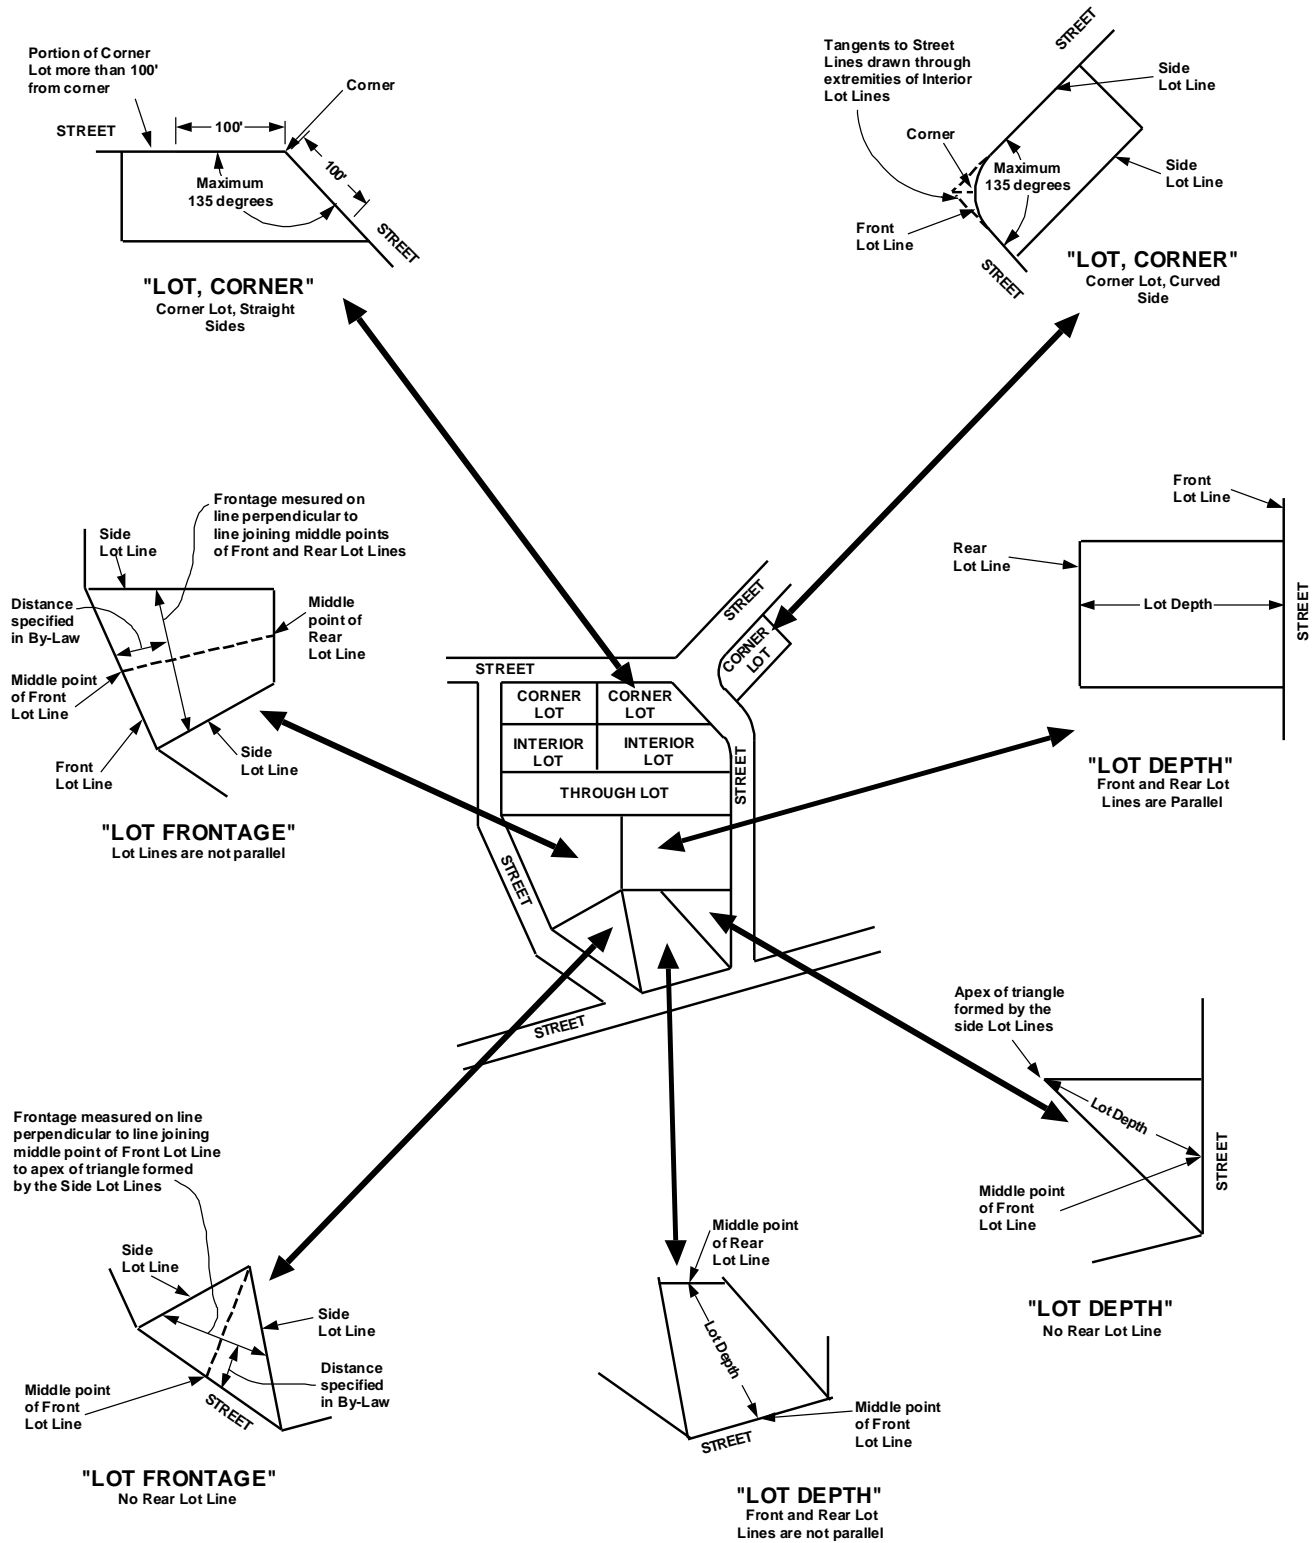 Portion of Corner
Lot more than 100'
from corner
Corner
STREET
100'
100'
Maximum
135 degrees
STREET
"LOT, CORNER"
Corner Lot, Straight
Sides
Tangents to Street
Lines drawn through
extremities of Interior
Lot Lines
STREET
Side
Lot Line
Corner
Maximum
135 degrees
Side
Lot Line
Front
Lot Line
STREET
"LOT, CORNER"
Corner Lot, Curved
Side
Frontage mesured on
line perpendicular to
line joining middle points
of Front and Rear Lot Lines
Side
Lot Line
Distance
specified
in By-Law
Middle
point of
Rear
Lot Line
Middle point
of Front
Lot Line
Side
Lot Line
Front
Lot Line
"LOT FRONTAGE"
Lot Lines are not parallel
Front
Lot Line
Rear
Lot Line
Lot Depth
STREET
"LOT DEPTH"
Front and Rear Lot
Lines are Parallel
STREET
STREET
CORNER
LOT
CORNER
LOT
CORNER
LOT
INTERIOR
LOT
INTERIOR
LOT
STREET
THROUGH LOT
STREET
STREET
Apex of triangle
formed by the
side Lot Lines
Lot Depth
STREET
Middle point
of Front
Lot Line
"LOT DEPTH"
No Rear Lot Line
Frontage measured on line
perpendicular to line joining
middle point of Front Lot Line
to apex of triangle formed
by the Side Lot Lines
Side
Lot Line
Side
Lot Line
Distance
specified
in By-Law
Middle point
of Front
Lot Line
STREET
"LOT FRONTAGE"
No Rear Lot Line
Middle point
of Rear
Lot Line
Lot Depth
Middle point
of Front
Lot Line
STREET
"LOT DEPTH"
Front and Rear Lot
Lines are not parallel